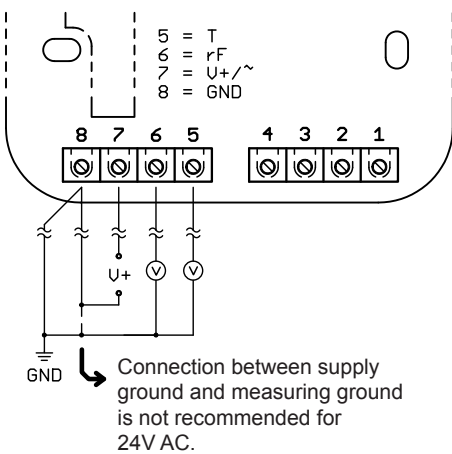 5 = T
6 = rF
7 = V+/~
8 = GND
8 7 6 5 4 3 2 1
V+ V V
GND
Connection between supply
ground and measuring ground
is not recommended for
24V AC.